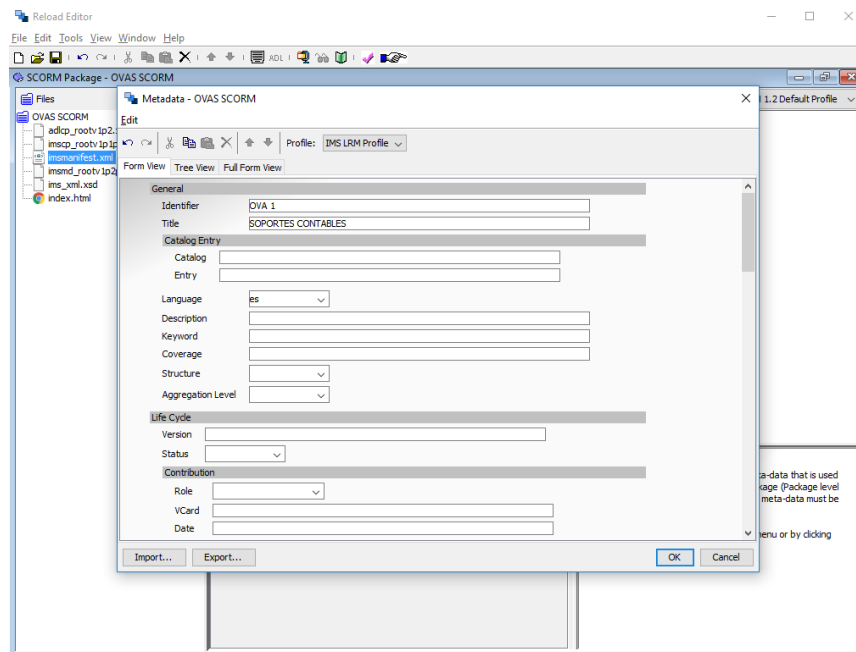 Reload Editor
File Edit Tools View Window Help
ADL
SCORM Package - OVAS SCORM
Files
1.2 Default Profile
OVAS SCORM
adlcp_rootv1p2.
imscp_rootv1p1p
imsmanifest.xml
imsmd_rootv1p2p
ims_xml.xsd
index.html
Metadata - OVAS SCORM
Edit
Profile: IMS LRM Profile
Form View Tree View Full Form View
General
Identifier OVA 1
Title SOPORTES CONTABLES
Catalog Entry
Catalog
Entry
Language es
Description
Keyword
Coverage
Structure
Aggregation Level
Life Cycle
Version
Status
Contribution
Role
VCard
Date
Import... Export... OK Cancel
ta-data that is used
kage (Package level
meta-data must be
enu or by clicking